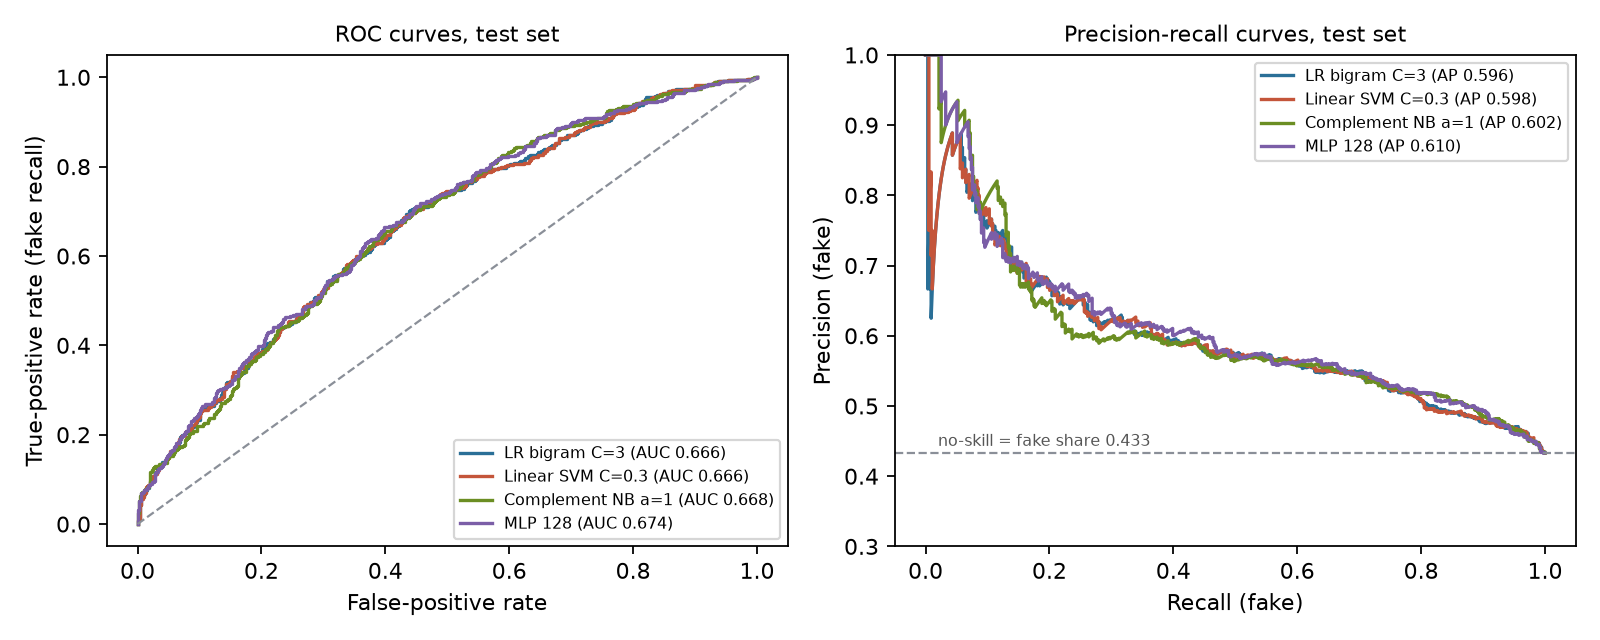 ROC curves, test set
True-positive rate (fake recall)
1.0
0.8
0.6
0.4
0.2
0.0
LR bigram C=3 (AUC 0.666)
Linear SVM C=0.3 (AUC 0.666)
Complement NB a=1 (AUC 0.668)
MLP 128 (AUC 0.674)
0.0 0.2 0.4 0.6 0.8 1.0
False-positive rate
Precision-recall curves, test set
Precision (fake)
1.0
0.9
0.8
0.7
0.6
0.5
0.4
0.3
LR bigram C=3 (AP 0.596)
Linear SVM C=0.3 (AP 0.598)
Complement NB a=1 (AP 0.602)
MLP 128 (AP 0.610)
no-skill = fake share 0.433
0.0 0.2 0.4 0.6 0.8 1.0
Recall (fake)